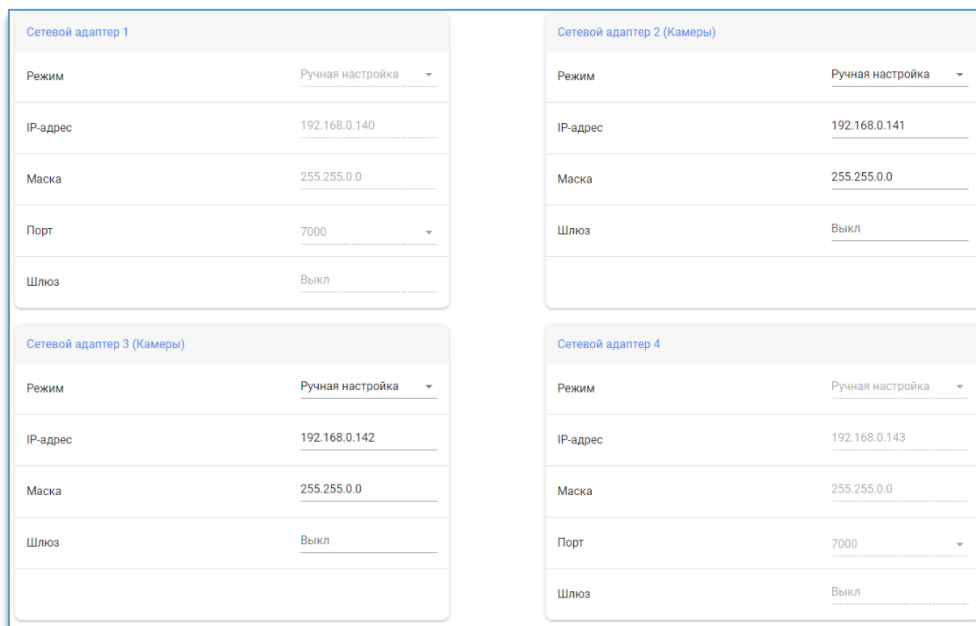 Сетевой адаптер 1
Режим Ручная настройка
IP-адрес 192.168.0.140
Маска 255.255.0.0
Порт 7000
Шлюз Выкл
Сетевой адаптер 2 (Камеры)
Режим Ручная настройка
IP-адрес 192.168.0.141
Маска 255.255.0.0
Шлюз Выкл
Сетевой адаптер 3 (Камеры)
Режим Ручная настройка
IP-адрес 192.168.0.142
Маска 255.255.0.0
Шлюз Выкл
Сетевой адаптер 4
Режим Ручная настройка
IP-адрес 192.168.0.143
Маска 255.255.0.0
Порт 7000
Шлюз Выкл